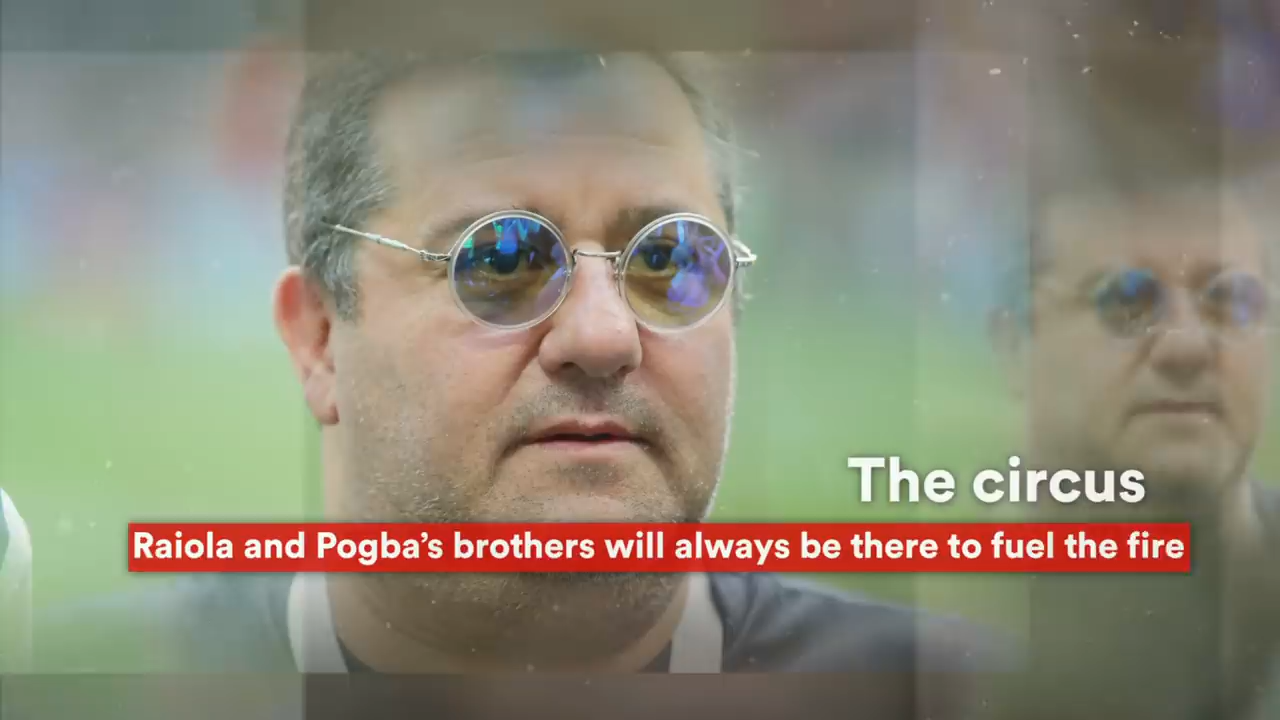 The circus
Raiola and Pogba’s brothers will always be there to fuel the fire